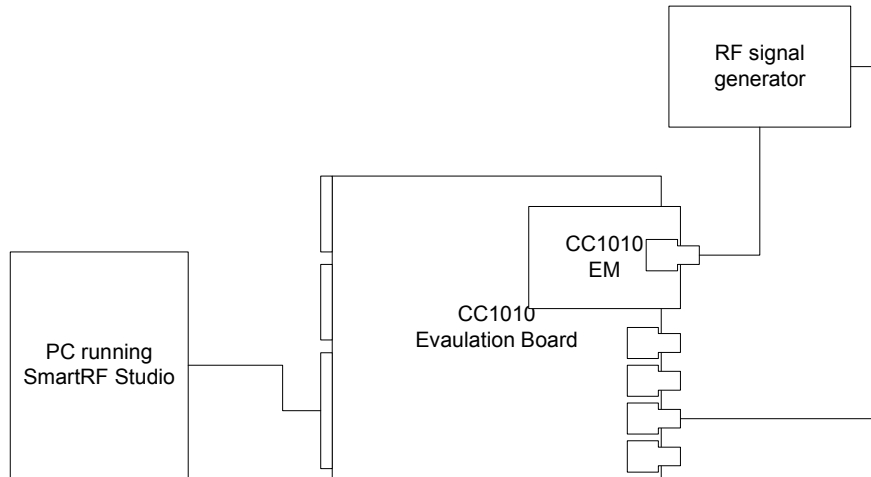 RF signal
generator
CC1010
EM
CC1010
Evaulation Board
PC running
SmartRF Studio